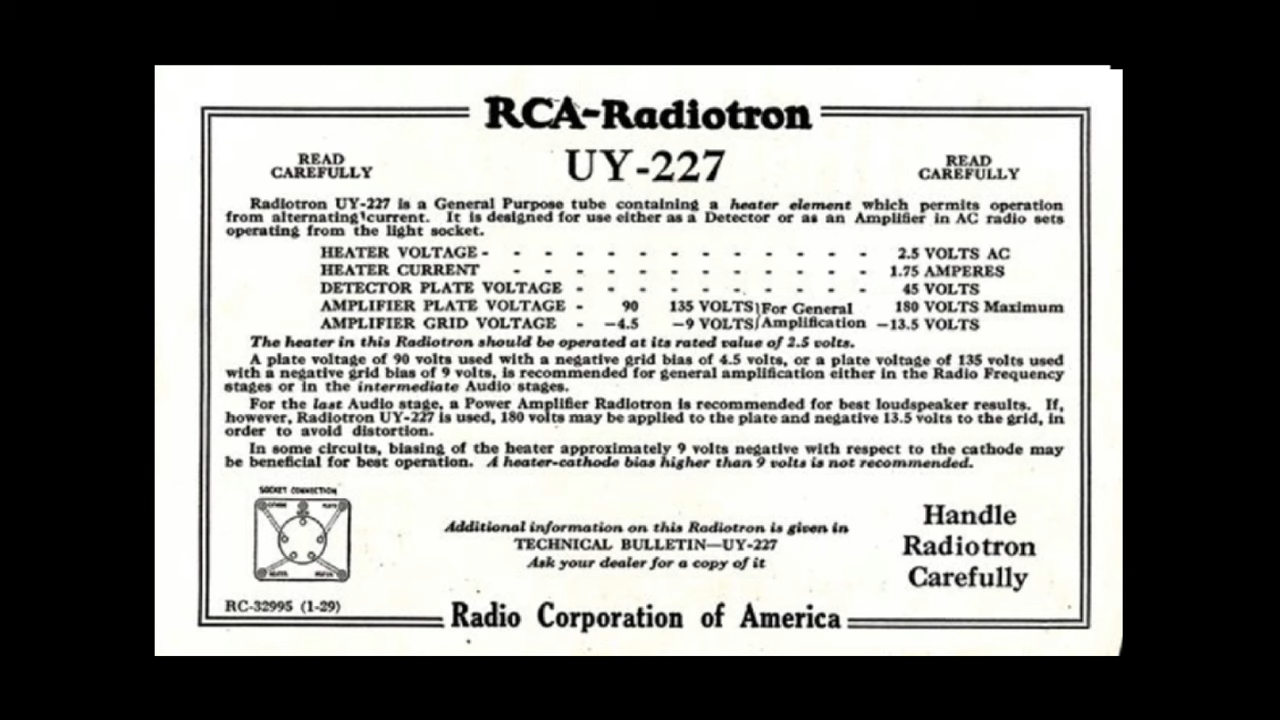 RCA-Radiotron
UY-227
READ
CAREFULLY
READ
CAREFULLY
Radiotron UY-227 is a General Purpose tube containing a heater element which permits operation
from alternating current. It is designed for use either as a Detector or as an Amplifier in AC radio sets
operating from the light socket.
HEATER VOLTAGE - - - - - - - - - - - - - 2.5 VOLTS AC
HEATER CURRENT - - - - - - - - - - - - 1.75 AMPERES
DETECTOR PLATE VOLTAGE - - - - - - - - - - 45 VOLTS
AMPLIFIER PLATE VOLTAGE - 90 135 VOLTS} For General 180 VOLTS Maximum
AMPLIFIER GRID VOLTAGE - —4.5 —9 VOLTS} Amplification —13.5 VOLTS
The heater in this Radiotron should be operated at its rated value of 2.5 volts.
A plate voltage of 90 volts used with a negative grid bias of 4.5 volts, or a plate voltage of 135 volts used
with a negative grid bias of 9 volts, is recommended for general amplification either in the Radio Frequency
stages or in the intermediate Audio stages.
For the last Audio stage, a Power Amplifier Radiotron is recommended for best loudspeaker results. If,
however, Radiotron UY-227 is used, 180 volts may be applied to the plate and negative 13.5 volts to the grid, in
order to avoid distortion.
In some circuits, biasing of the heater approximately 9 volts negative with respect to the cathode may
be beneficial for best operation. A heater-cathode bias higher than 9 volts is not recommended.
SOCKET CONNECTION
Additional information on this Radiotron is given in
TECHNICAL BULLETIN—UY-227
Ask your dealer for a copy of it
Handle
Radiotron
Carefully
RC-32995 (1-29)
Radio Corporation of America